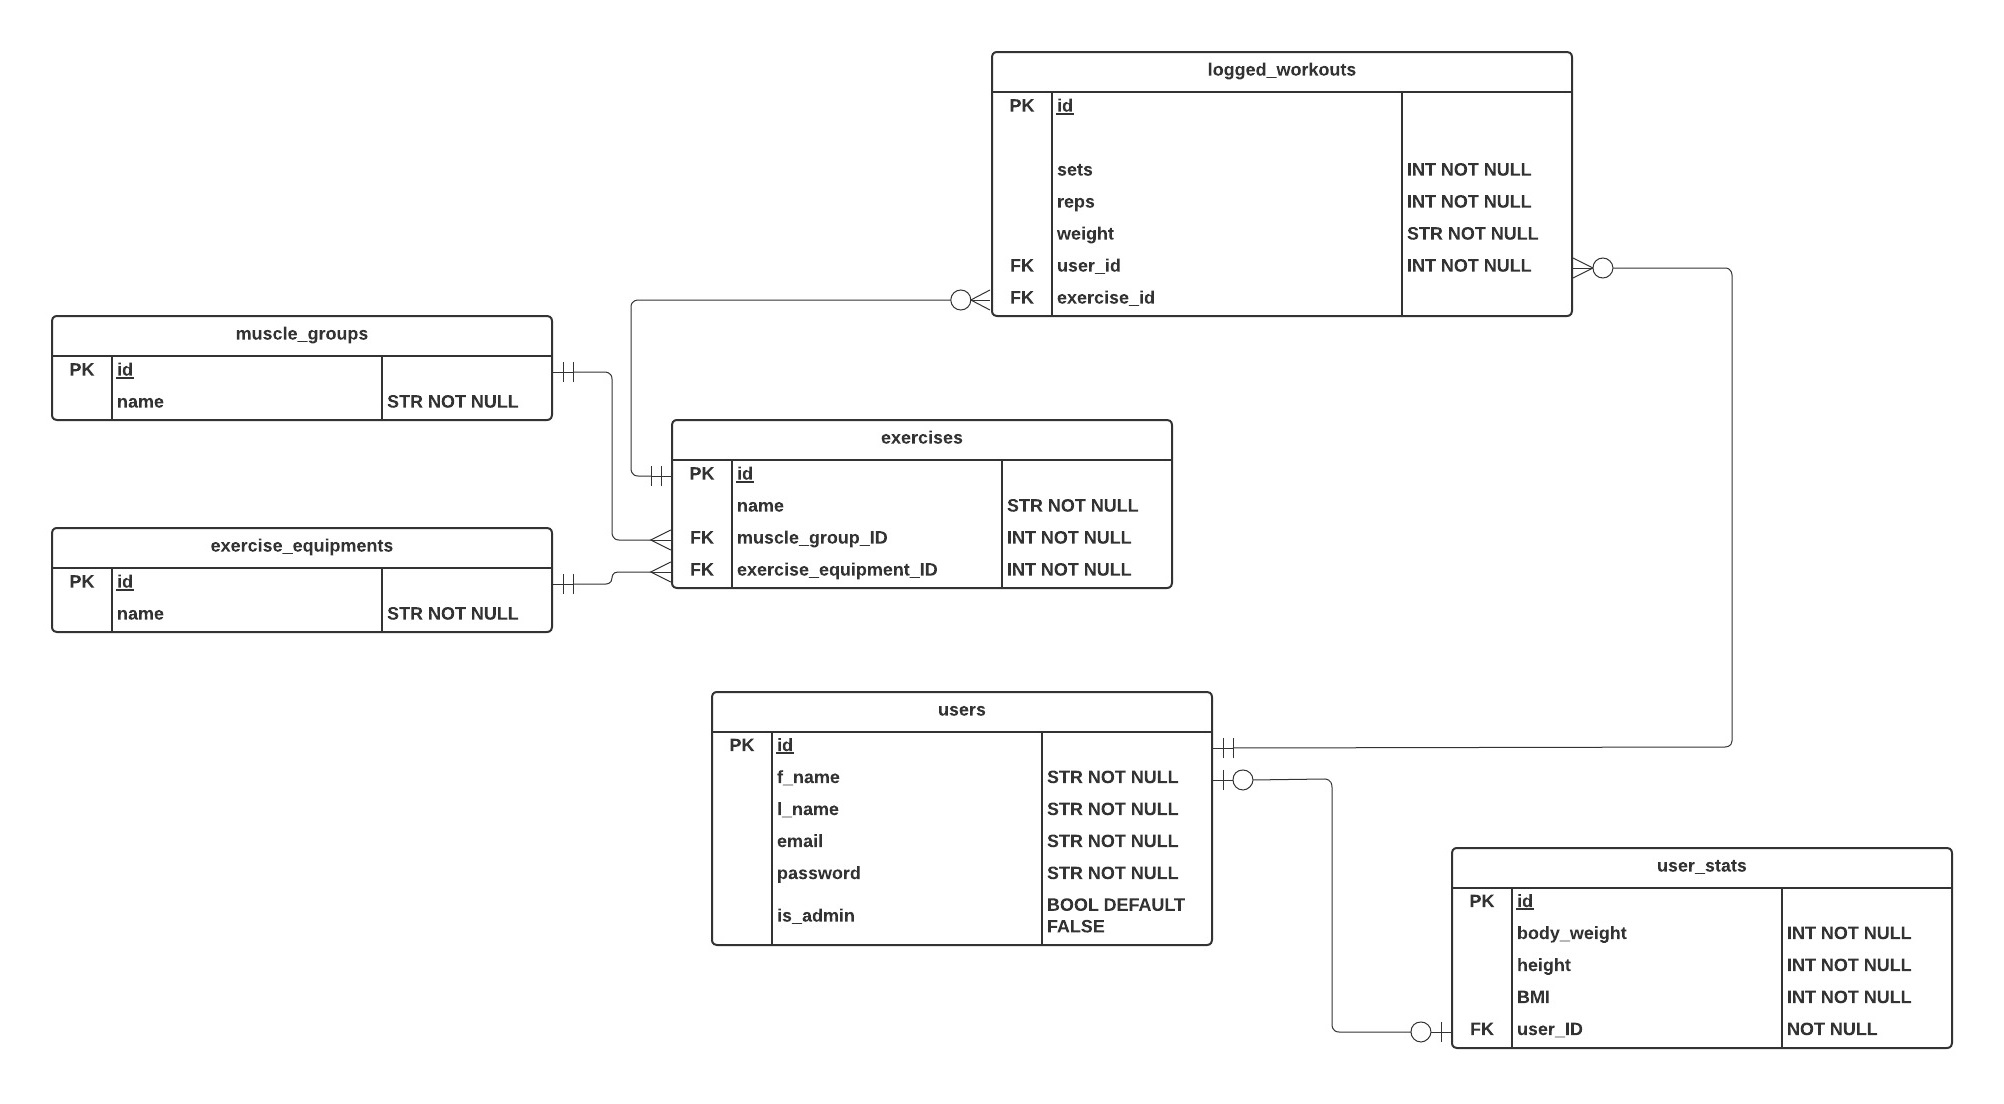 logged_workouts
PK id
sets INT NOT NULL
reps INT NOT NULL
weight STR NOT NULL
FK user_id INT NOT NULL
FK exercise_id
muscle_groups
PK id
name STR NOT NULL
exercises
PK id
name STR NOT NULL
FK muscle_group_ID INT NOT NULL
FK exercise_equipment_ID INT NOT NULL
exercise_equipments
PK id
name STR NOT NULL
users
PK id
f_name STR NOT NULL
l_name STR NOT NULL
email STR NOT NULL
password STR NOT NULL
is_admin BOOL DEFAULT
FALSE
user_stats
PK id
body_weight INT NOT NULL
height INT NOT NULL
BMI INT NOT NULL
FK user_ID NOT NULL